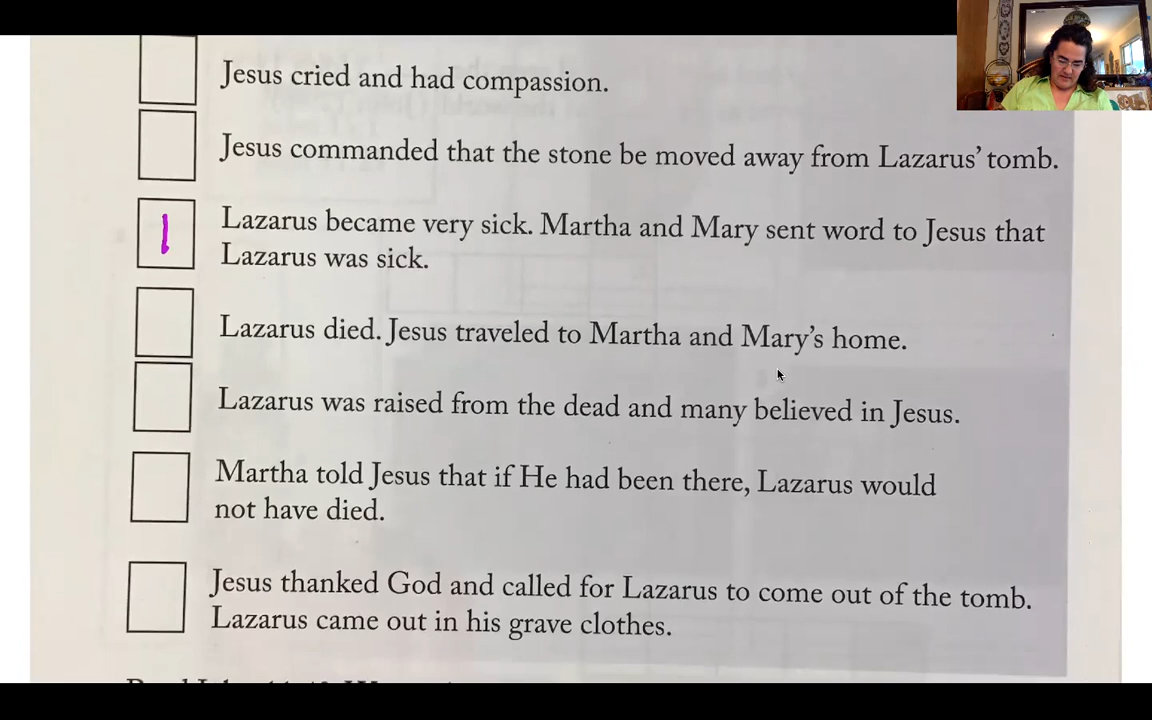 Jesus cried and had compassion.
Jesus commanded that the stone be moved away from Lazarus' tomb.
1
Lazarus became very sick. Martha and Mary sent word to Jesus that
Lazarus was sick.
Lazarus died. Jesus traveled to Martha and Mary's home.
Lazarus was raised from the dead and many believed in Jesus.
Martha told Jesus that if He had been there, Lazarus would
not have died.
Jesus thanked God and called for Lazarus to come out of the tomb.
Lazarus came out in his grave clothes.